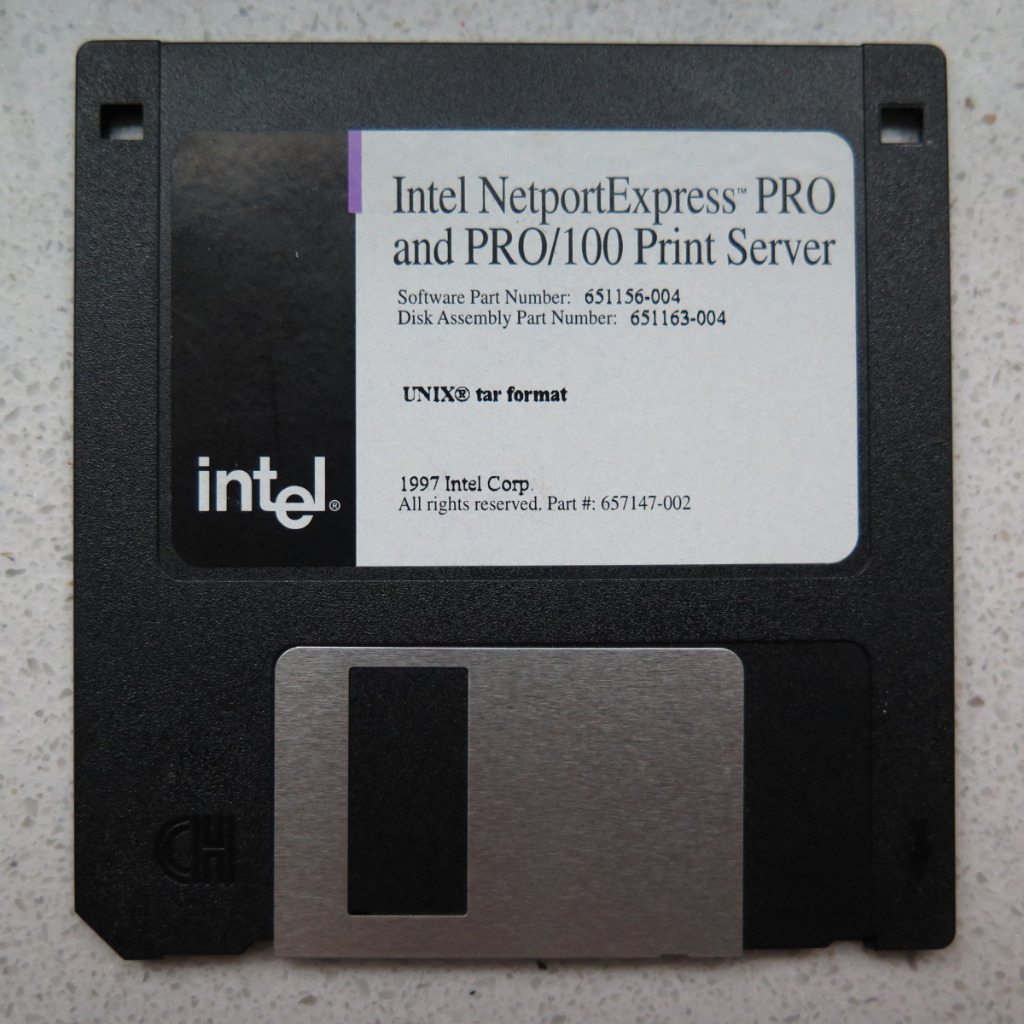 Intel NetportExpress™ PRO
and PRO/100 Print Server
Software Part Number: 651156-004
Disk Assembly Part Number: 651163-004
UNIX® tar format
intel®
1997 Intel Corp.
All rights reserved. Part #: 657147-002
CH